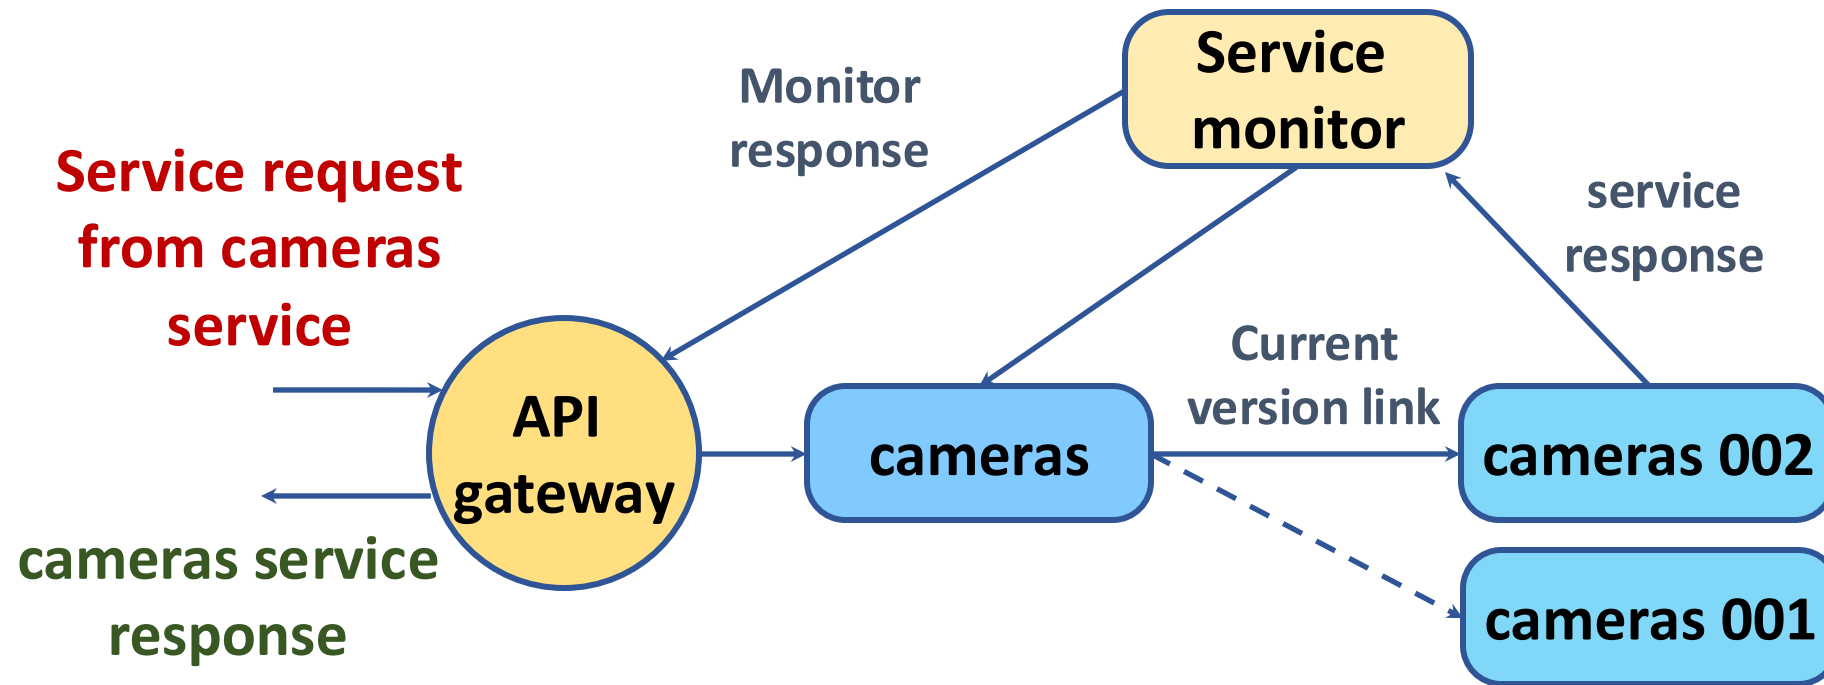 Service
monitor
Monitor
response
Service request
from cameras
service
service
response
Current
version link
API
gateway
cameras
cameras 002
cameras service
response
cameras 001